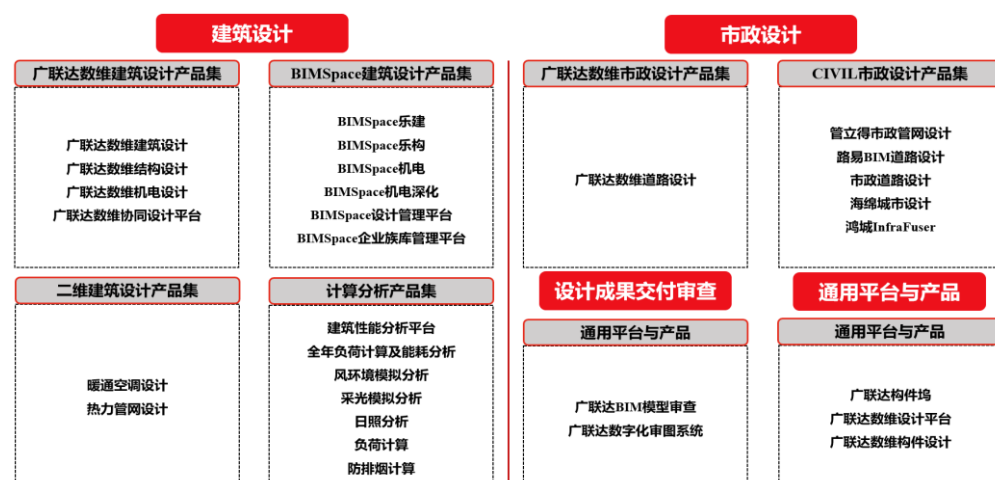 建筑设计
广联达数维建筑设计产品集
广联达数维建筑设计
广联达数维结构设计
广联达数维机电设计
广联达数维协同设计平台
BIMSpace建筑设计产品集
BIMSpace乐建
BIMSpace乐构
BIMSpace机电
BIMSpace机电深化
BIMSpace设计管理平台
BIMSpace企业族库管理平台
二维建筑设计产品集
暖通空调设计
热力管网设计
计算分析产品集
建筑性能分析平台
全年负荷计算及能耗分析
风环境模拟分析
采光模拟分析
日照分析
负荷计算
防排烟计算
市政设计
广联达数维市政设计产品集
广联达数维道路设计
CIVIL市政设计产品集
管立得市政管网设计
路易BIM道路设计
市政道路设计
海绵城市设计
鸿城InfraFuser
设计成果交付审查
通用平台与产品
广联达BIM模型审查
广联达数字化审图系统
通用平台与产品
通用平台与产品
广联达构件坞
广联达数维设计平台
广联达数维构件设计